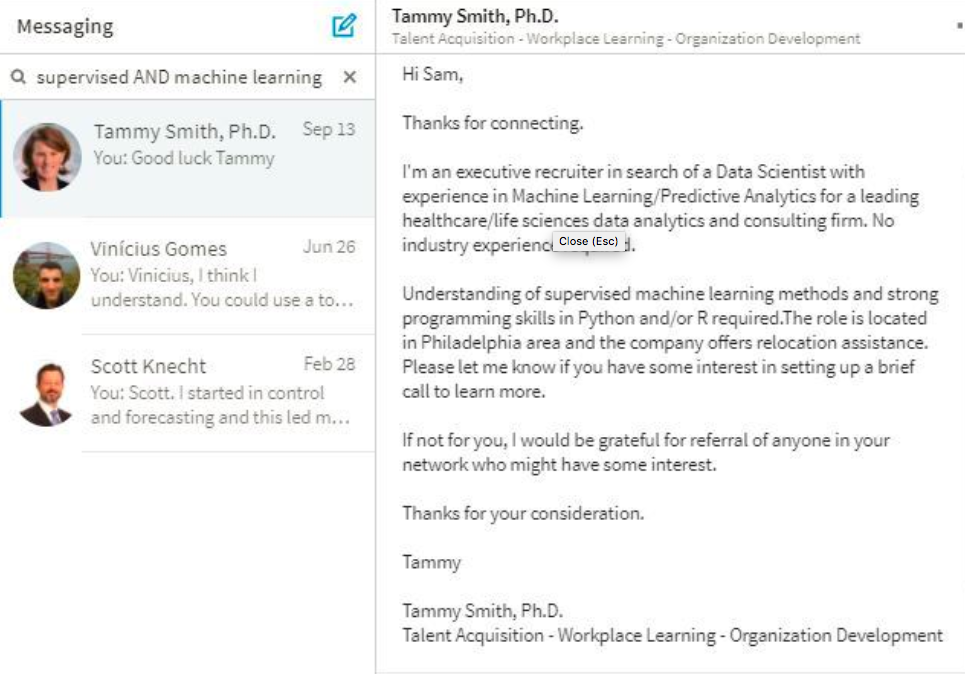 Messaging
supervised AND machine learning
Tammy Smith, Ph.D. Sep 13
You: Good luck Tammy
Vinícius Gomes Jun 26
You: Vinicius, I think I
understand. You could use a to...
Scott Knecht Feb 28
You: Scott. I started in control
and forecasting and this led m...
Tammy Smith, Ph.D.
Talent Acquisition - Workplace Learning - Organization Development
Hi Sam,
Thanks for connecting.
I'm an executive recruiter in search of a Data Scientist with
experience in Machine Learning/Predictive Analytics for a leading
healthcare/life sciences data analytics and consulting firm. No
industry experience
Close (Esc)
Understanding of supervised machine learning methods and strong
programming skills in Python and/or R required.The role is located
in Philadelphia area and the company offers relocation assistance.
Please let me know if you have some interest in setting up a brief
call to learn more.
If not for you, I would be grateful for referral of anyone in your
network who might have some interest.
Thanks for your consideration.
Tammy
Tammy Smith, Ph.D.
Talent Acquisition - Workplace Learning - Organization Development